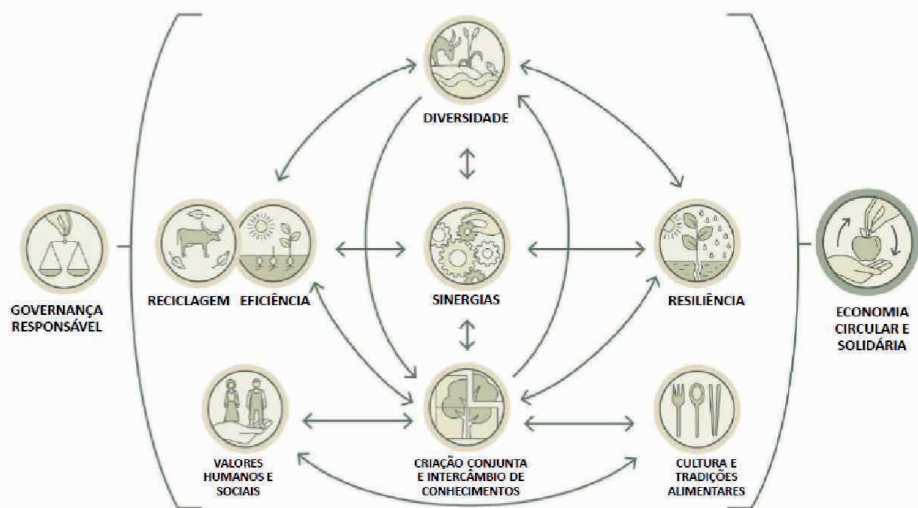 DIVERSIDADE
GOVERNANÇA
RESPONSÁVEL
RECICLAGEM EFICIÊNCIA
SINERGIAS
RESILIÊNCIA
ECONOMIA
CIRCULAR E
SOLIDÁRIA
VALORES
HUMANOS E
SOCIAIS
CRIAÇÃO CONJUNTA
E INTERCÂMBIO DE
CONHECIMENTOS
CULTURA E
TRADIÇÕES
ALIMENTARES